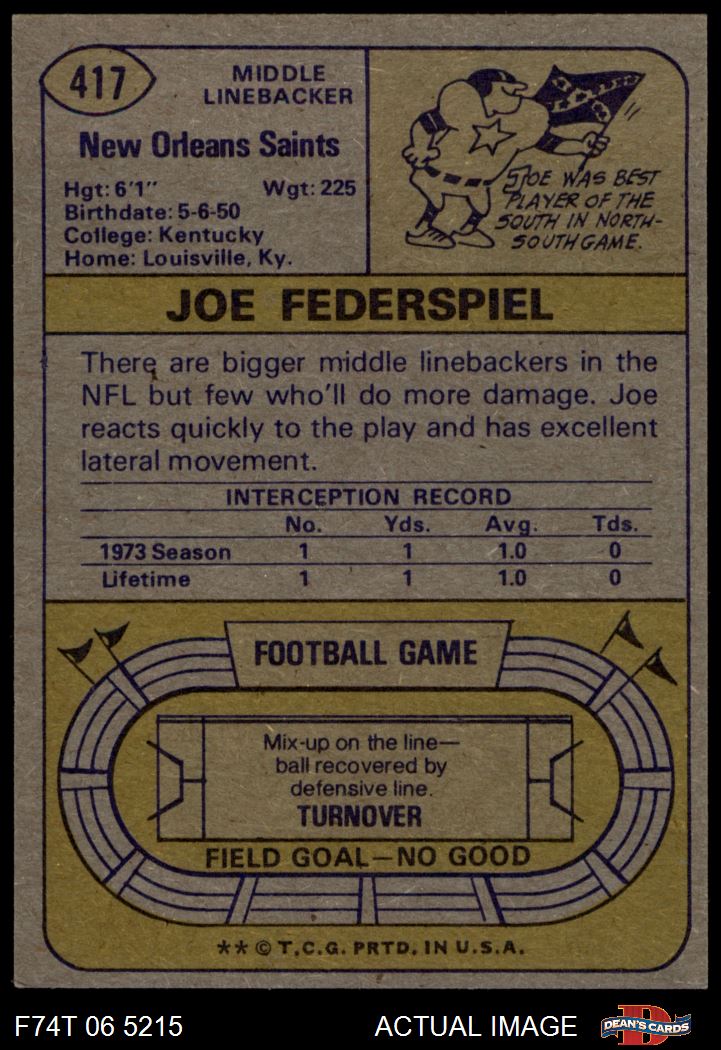 417
MIDDLE
LINEBACKER
New Orleans Saints
Hgt: 6'1" Wgt: 225
Birthdate: 5-6-50
College: Kentucky
Home: Louisville, Ky.
JOE WAS BEST
PLAYER OF THE
SOUTH IN NORTH-
SOUTH GAME.
JOE FEDERSPIEL
There are bigger middle linebackers in the
NFL but few who'll do more damage. Joe
reacts quickly to the play and has excellent
lateral movement.
INTERCEPTION RECORD
No. Yds. Avg. Tds.
1973 Season 1 1 1.0 0
Lifetime 1 1 1.0 0
FOOTBALL GAME
Mix-up on the line—
ball recovered by
defensive line.
TURNOVER
FIELD GOAL—NO GOOD
** © T.C.G. PRTD. IN U.S.A.
F74T 06 5215 ACTUAL IMAGE
D
DEAN'S CARDS